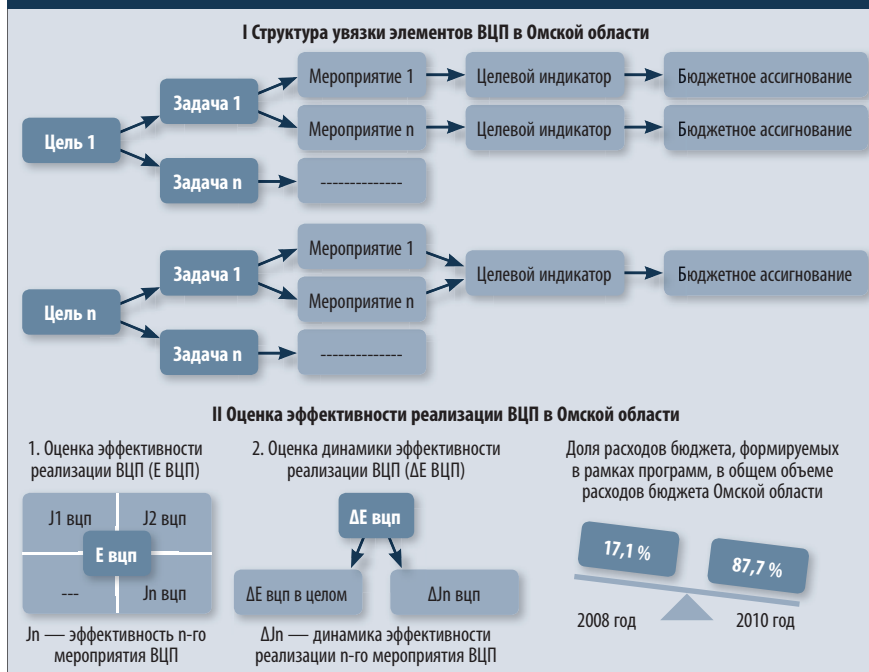 I Структура увязки элементов ВЦП в Омской области
Цель 1
Задача 1
Мероприятие 1
Целевой индикатор
Бюджетное ассигнование
Мероприятие n
Целевой индикатор
Бюджетное ассигнование
Задача n
--------------
Цель n
Задача 1
Мероприятие 1
Мероприятие n
Целевой индикатор
Бюджетное ассигнование
Задача n
--------------
II Оценка эффективности реализации ВЦП в Омской области
1. Оценка эффективности
реализации ВЦП (Е ВЦП)
J1 вцп
J2 вцп
Е вцп
---
Jn вцп
Jn — эффективность n-го
мероприятия ВЦП
2. Оценка динамики эффективности
реализации ВЦП (ΔЕ ВЦП)
ΔЕ вцп
ΔЕ вцп в целом
ΔJn вцп
ΔJn — динамика эффективности
реализации n-го мероприятия ВЦП
Доля расходов бюджета, формируемых
в рамках программ, в общем объеме
расходов бюджета Омской области
17,1 %
87,7 %
2008 год
2010 год